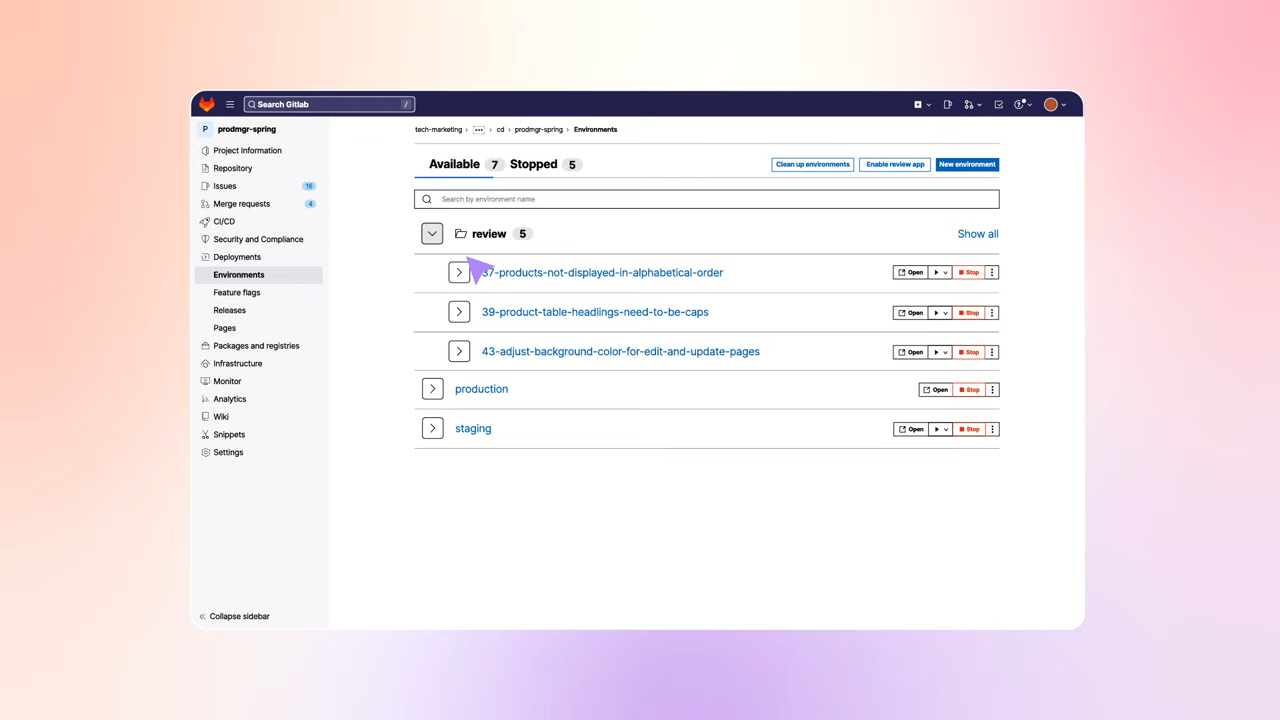 Search Gitlab /
P prodmgr-spring
Project Information
Repository
Issues 16
Merge requests 4
CI/CD
Security and Compliance
Deployments
Environments
Feature flags
Releases
Pages
Packages and registries
Infrastructure
Monitor
Analytics
Wiki
Snippets
Settings
Collapse sidebar
tech-marketing > ••• > cd > prodmgr-spring > Environments
Available 7 Stopped 5
Clean up environments Enable review app New environment
Search by environment name
review 5 Show all
37-products-not-displayed-in-alphabetical-order Open Stop
39-product-table-headlings-need-to-be-caps Open Stop
43-adjust-background-color-for-edit-and-update-pages Open Stop
production Open Stop
staging Open Stop